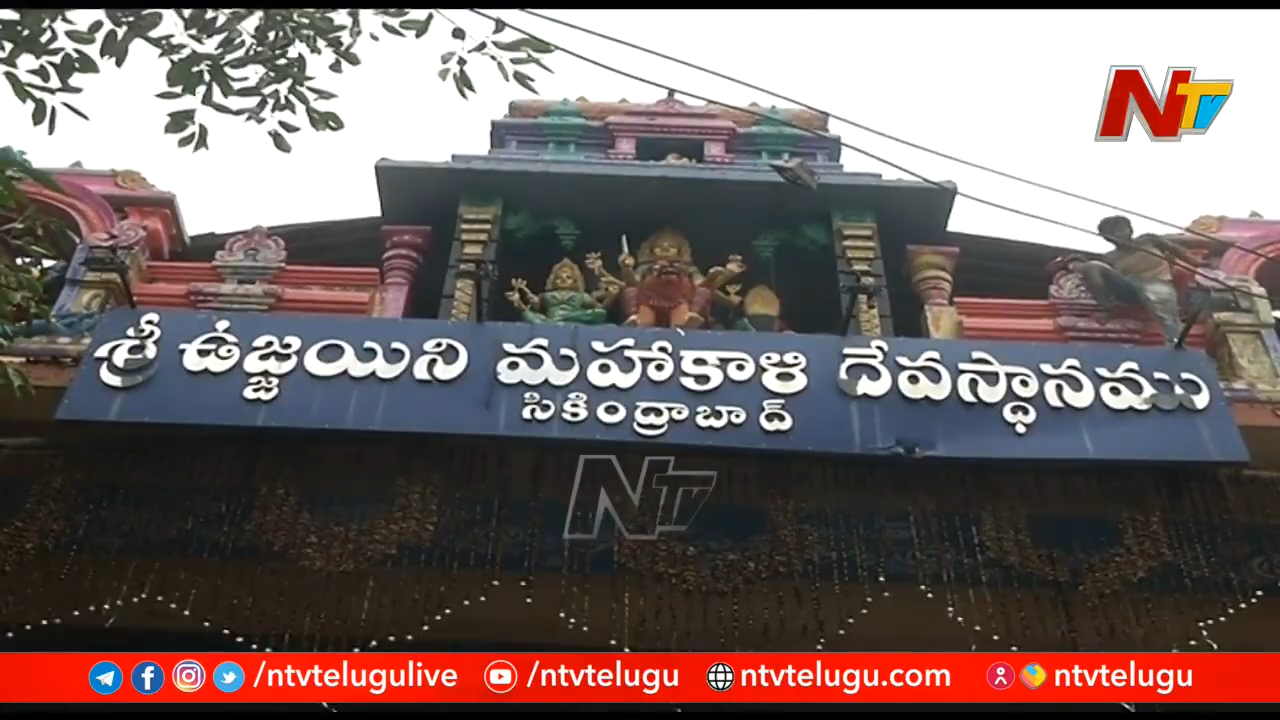 NTV
శ్రీ ఉజ్జయిని మహాకాళి దేవస్థానము
సికింద్రాబాద్
NTV
/ntvtelugulive /ntvtelugu ntvtelugu.com ntvtelugu